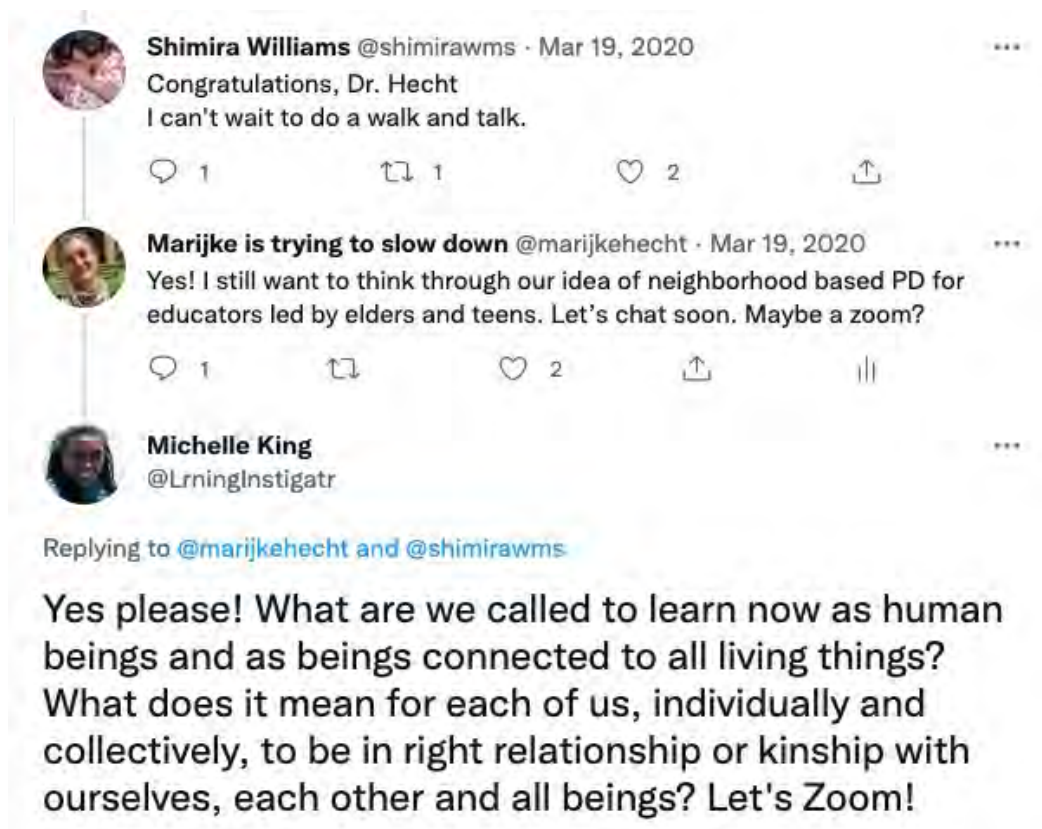 Shimira Williams @shimirawms · Mar 19, 2020
Congratulations, Dr. Hecht
I can't wait to do a walk and talk.
1 1 2
Marijke is trying to slow down @marijkehecht · Mar 19, 2020
Yes! I still want to think through our idea of neighborhood based PD for
educators led by elders and teens. Let's chat soon. Maybe a zoom?
1 2
Michelle King
@LrningInstigatr
Replying to @marijkehecht and @shimirawms
Yes please! What are we called to learn now as human
beings and as beings connected to all living things?
What does it mean for each of us, individually and
collectively, to be in right relationship or kinship with
ourselves, each other and all beings? Let's Zoom!